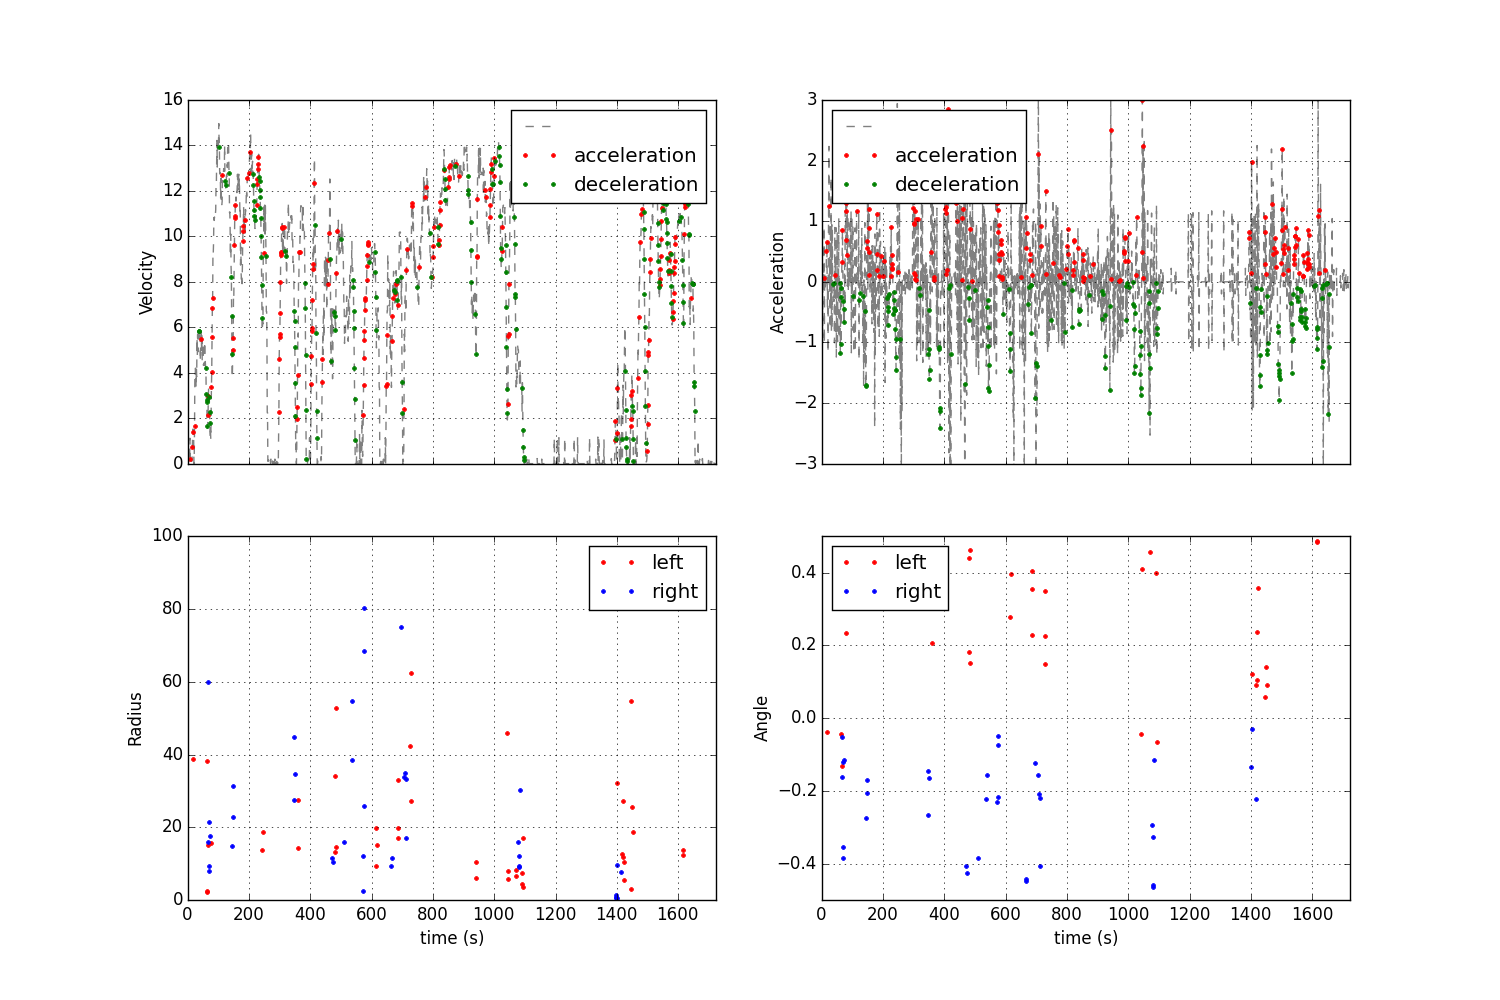 16
14
12
10
8
6
4
2
0
Velocity
acceleration
deceleration
3
2
1
0
−1
−2
−3
Acceleration
acceleration
deceleration
100
80
60
40
20
0
Radius
left
right
0 200 400 600 800 1000 1200 1400 1600
time (s)
0.4
0.2
0.0
−0.2
−0.4
Angle
left
right
0 200 400 600 800 1000 1200 1400 1600
time (s)